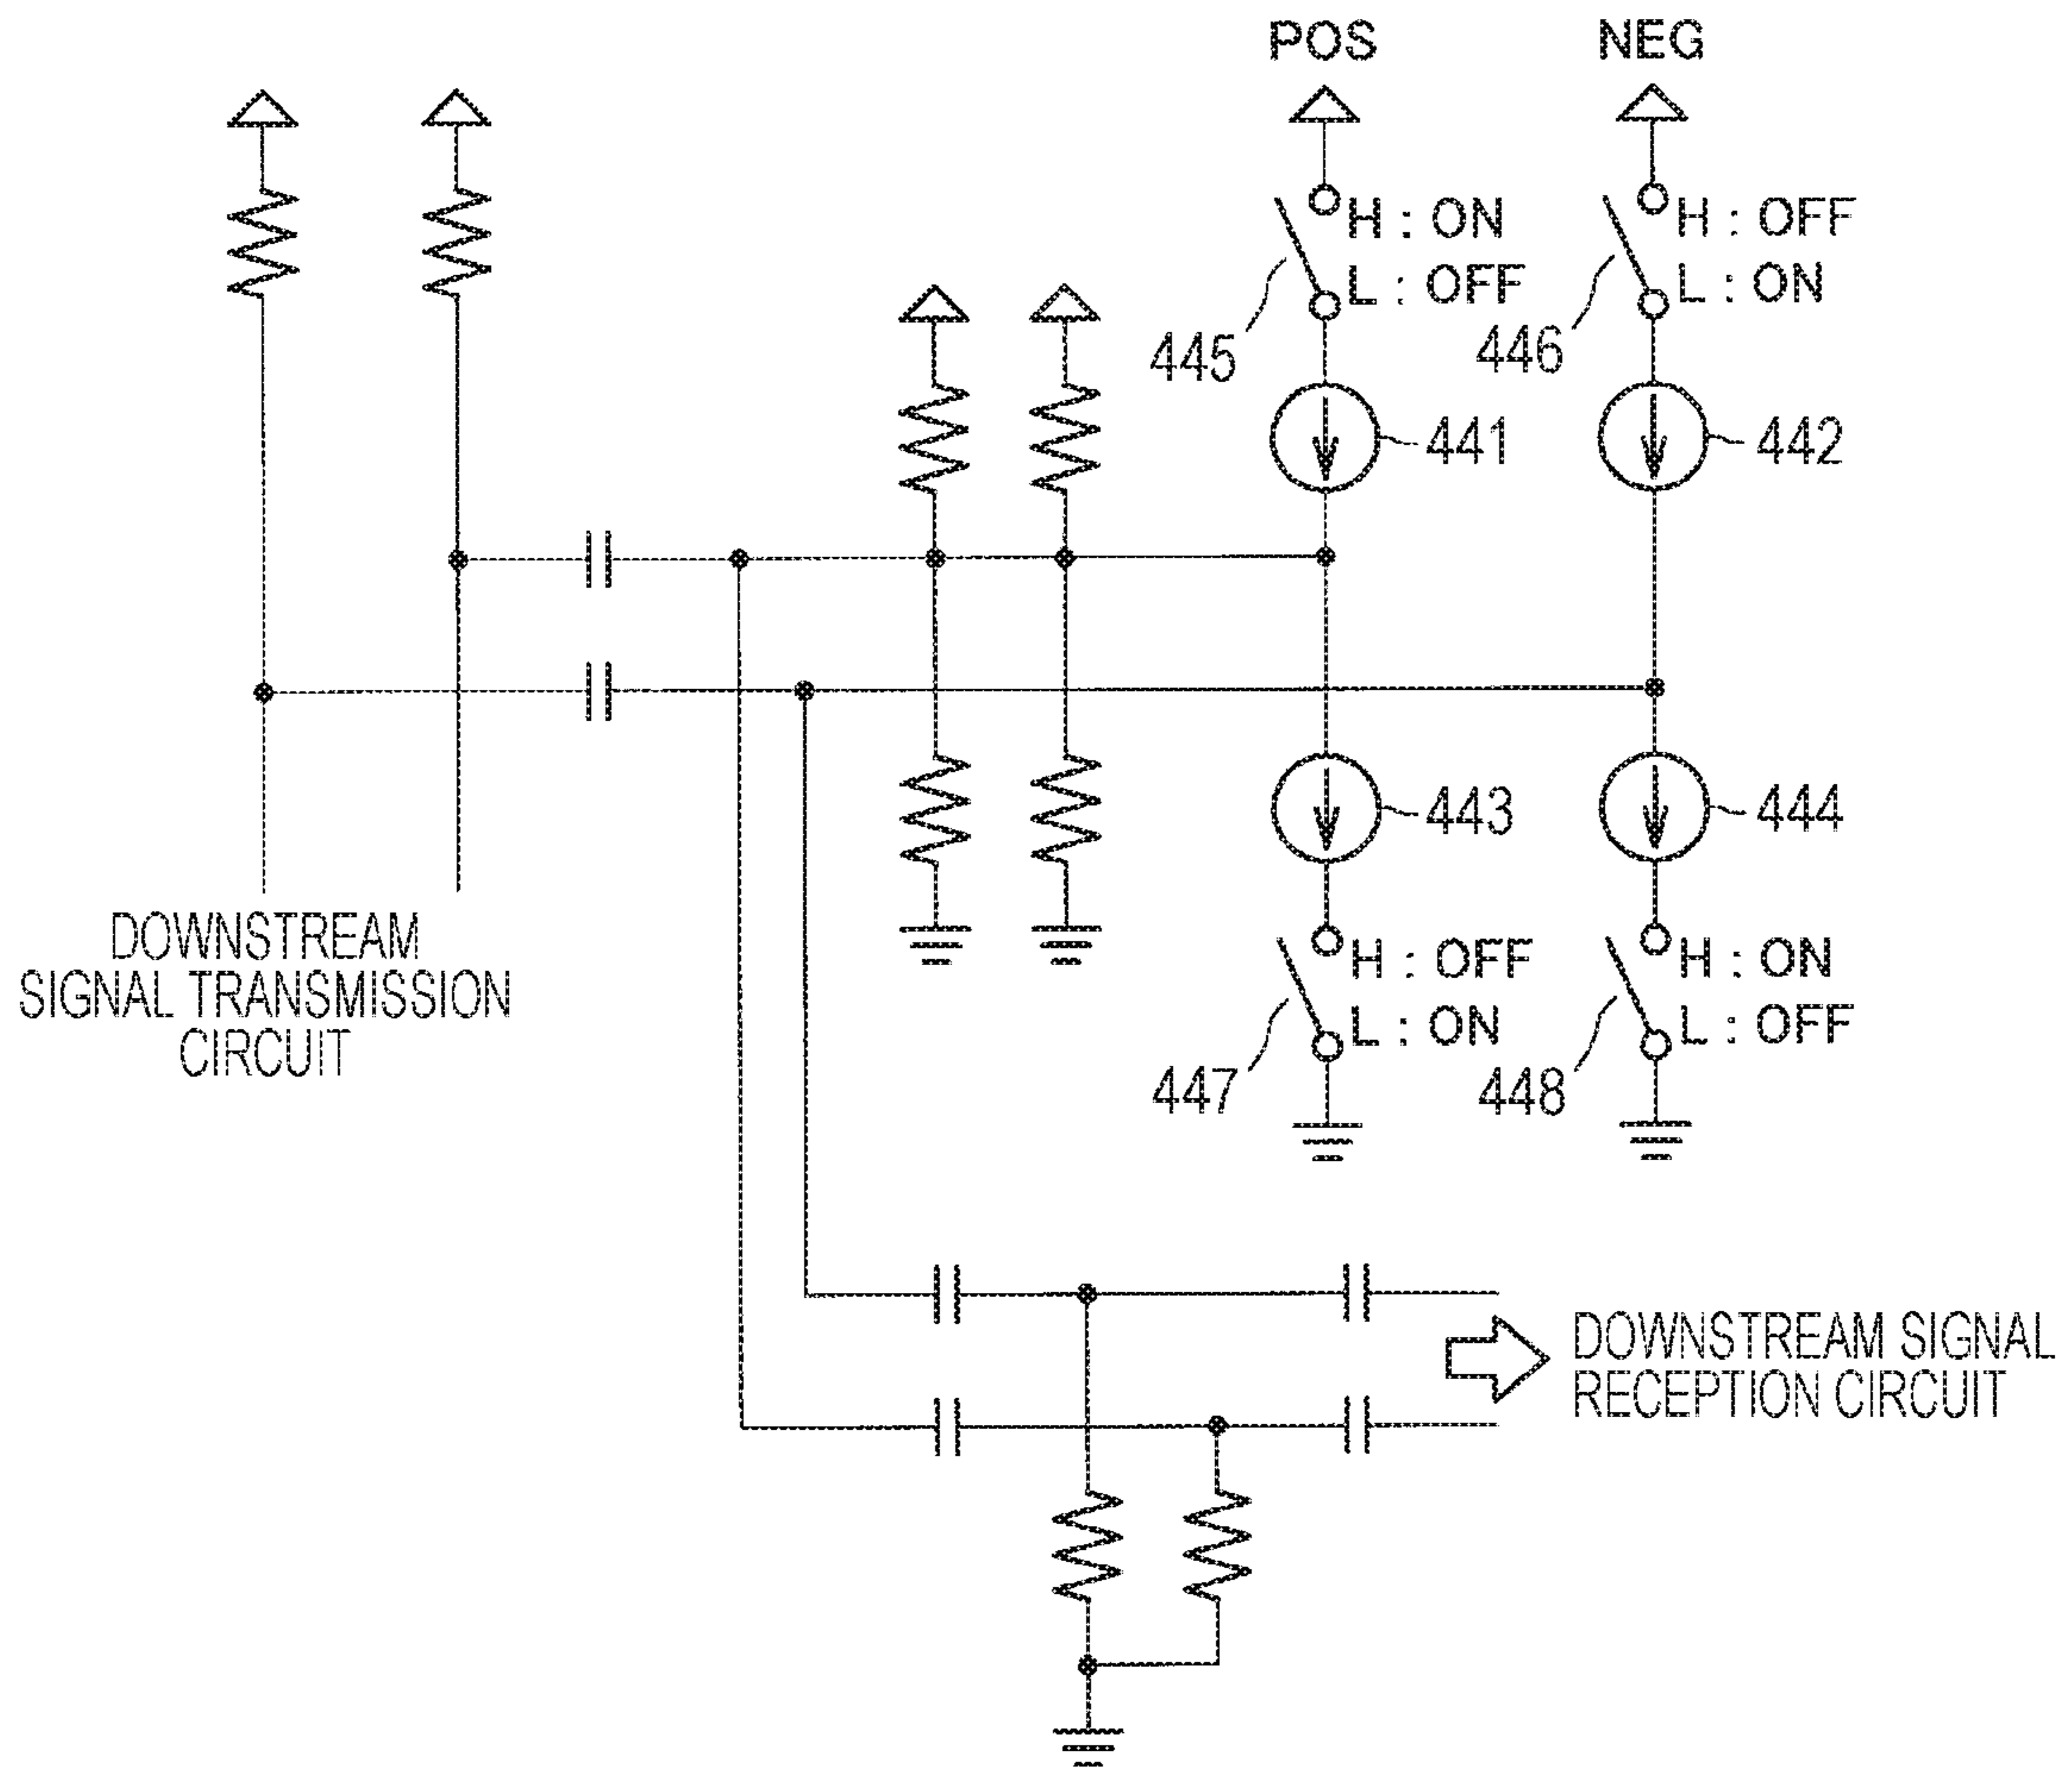 POS NEG
H : ON
L : OFF
H : OFF
L : ON
445
446
441
442
443
444
DOWNSTREAM
SIGNAL TRANSMISSION
CIRCUIT
H : OFF
L : ON
H : ON
L : OFF
447
448
DOWNSTREAM SIGNAL
RECEPTION CIRCUIT